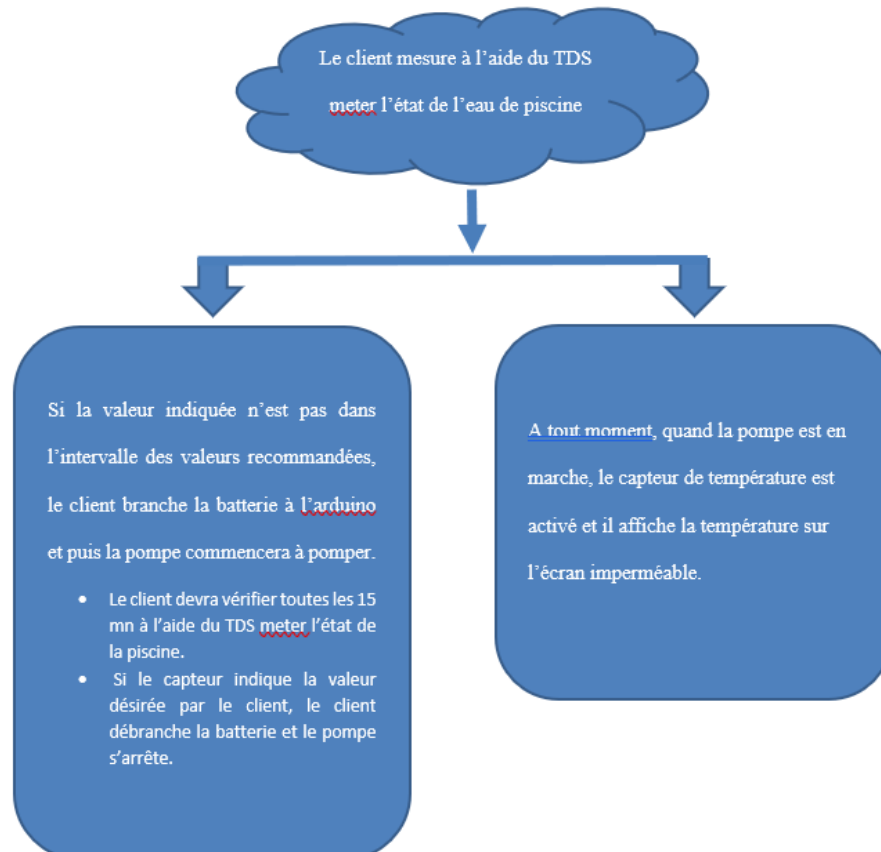 Le client mesure à l’aide du TDS
meter l’état de l’eau de piscine
Si la valeur indiquée n’est pas dans
l’intervalle des valeurs recommandées,
le client branche la batterie à l’arduino
et puis la pompe commencera à pomper.
• Le client devra vérifier toutes les 15
mn à l’aide du TDS meter l’état de
la piscine.
• Si le capteur indique la valeur
désirée par le client, le client
débranche la batterie et le pompe
s’arrête.
A tout moment, quand la pompe est en
marche, le capteur de température est
activé et il affiche la température sur
l’écran imperméable.